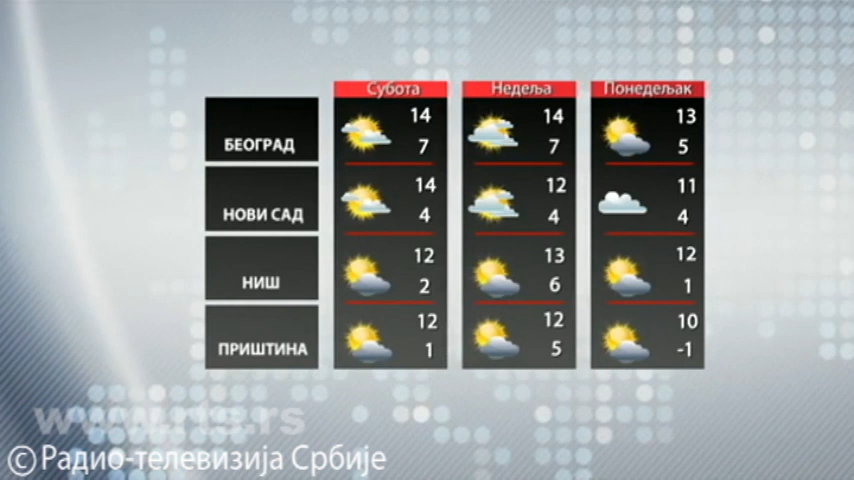 Субота Недеља Понедељак
14 14 13
БЕОГРАД 7 7 5
14 12 11
НОВИ САД 4 4 4
12 13 12
НИШ 2 6 1
12 12 10
ПРИШТИНА 1 5 -1
www.rts.rs
©Радио-телевизија Србије